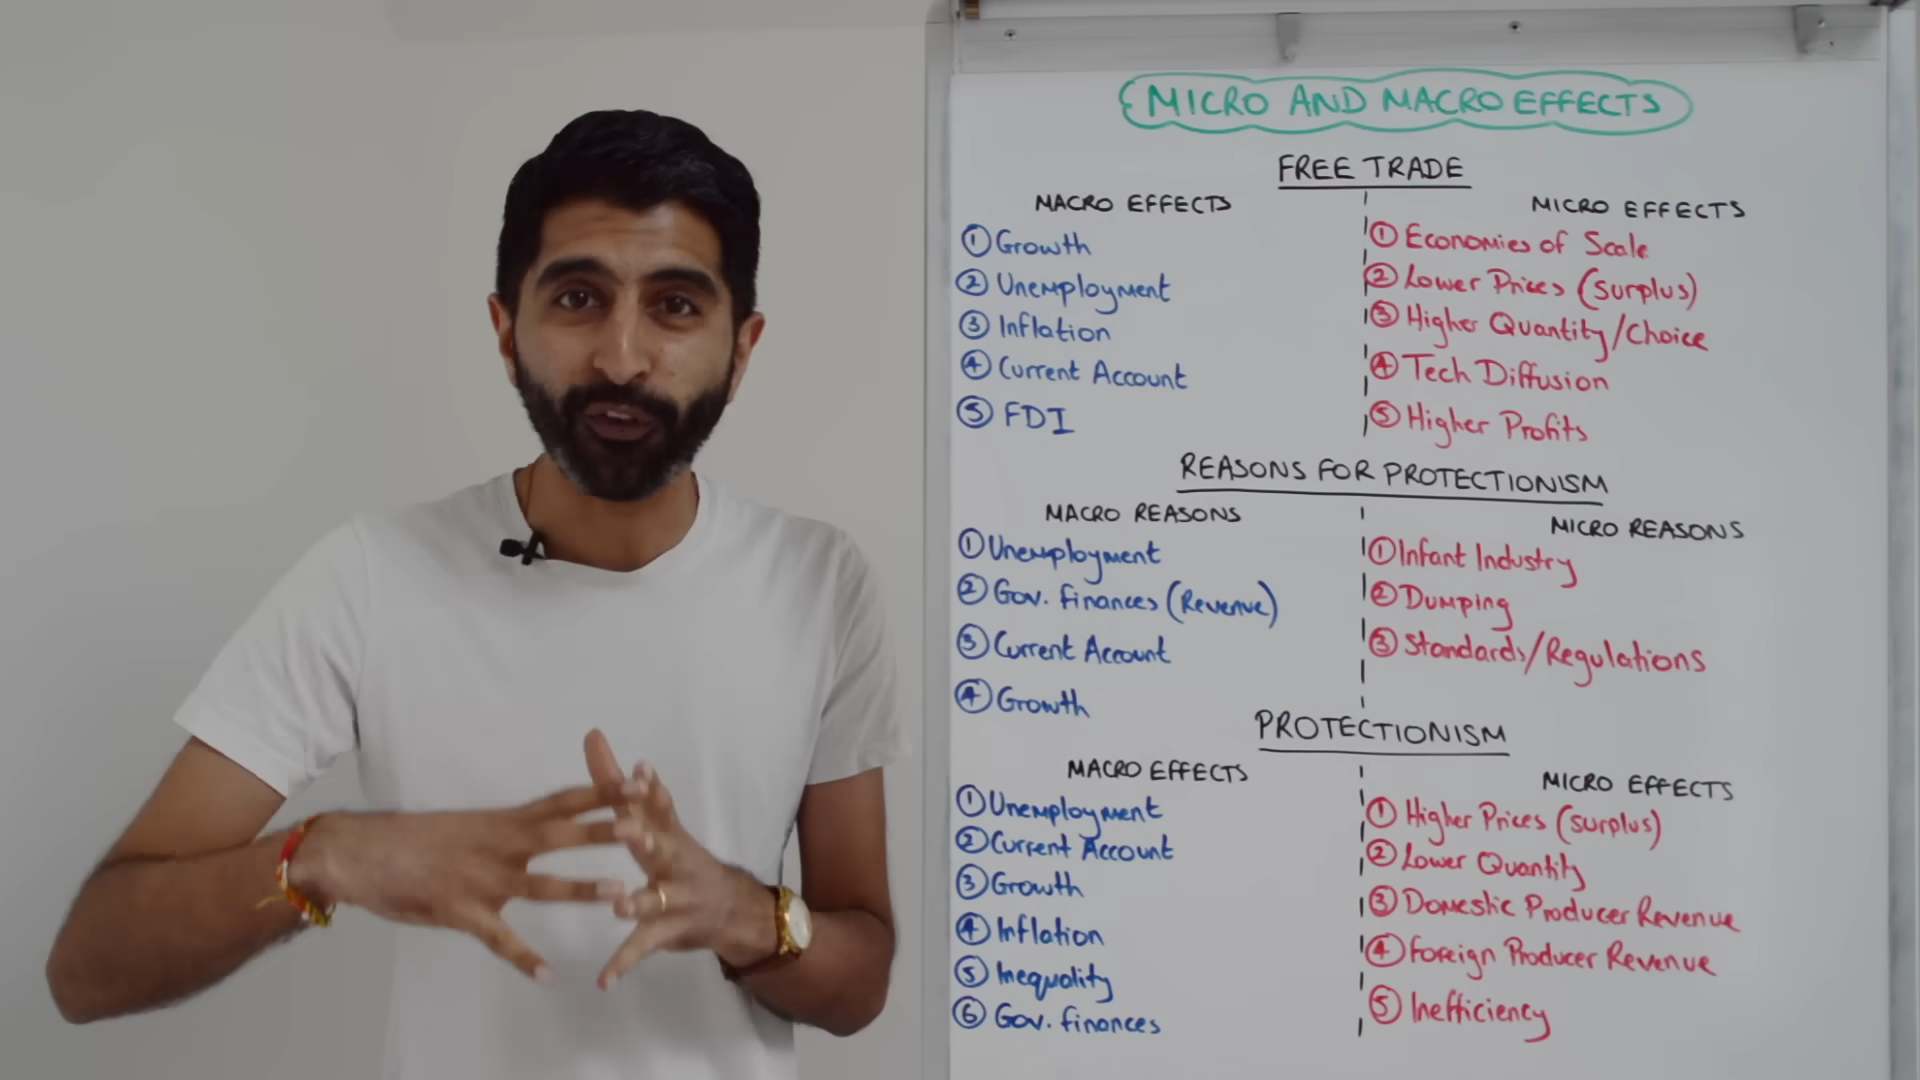 MICRO AND MACRO EFFECTS
FREE TRADE
MACRO EFFECTS
① Growth
② Unemployment
③ Inflation
④ Current Account
⑤ FDI
MICRO EFFECTS
① Economies of Scale
② Lower Prices (Surplus)
③ Higher Quantity/Choice
④ Tech Diffusion
⑤ Higher Profits
REASONS FOR PROTECTIONISM
MACRO REASONS
① Unemployment
② Gov. finances (Revenue)
③ Current Account
④ Growth
MICRO REASONS
① Infant Industry
② Dumping
③ Standards/Regulations
PROTECTIONISM
MACRO EFFECTS
① Unemployment
② Current Account
③ Growth
④ Inflation
⑤ Inequality
⑥ Gov. finances
MICRO EFFECTS
① Higher Prices (Surplus)
② Lower Quantity
③ Domestic Producer Revenue
④ Foreign Producer Revenue
⑤ Inefficiency